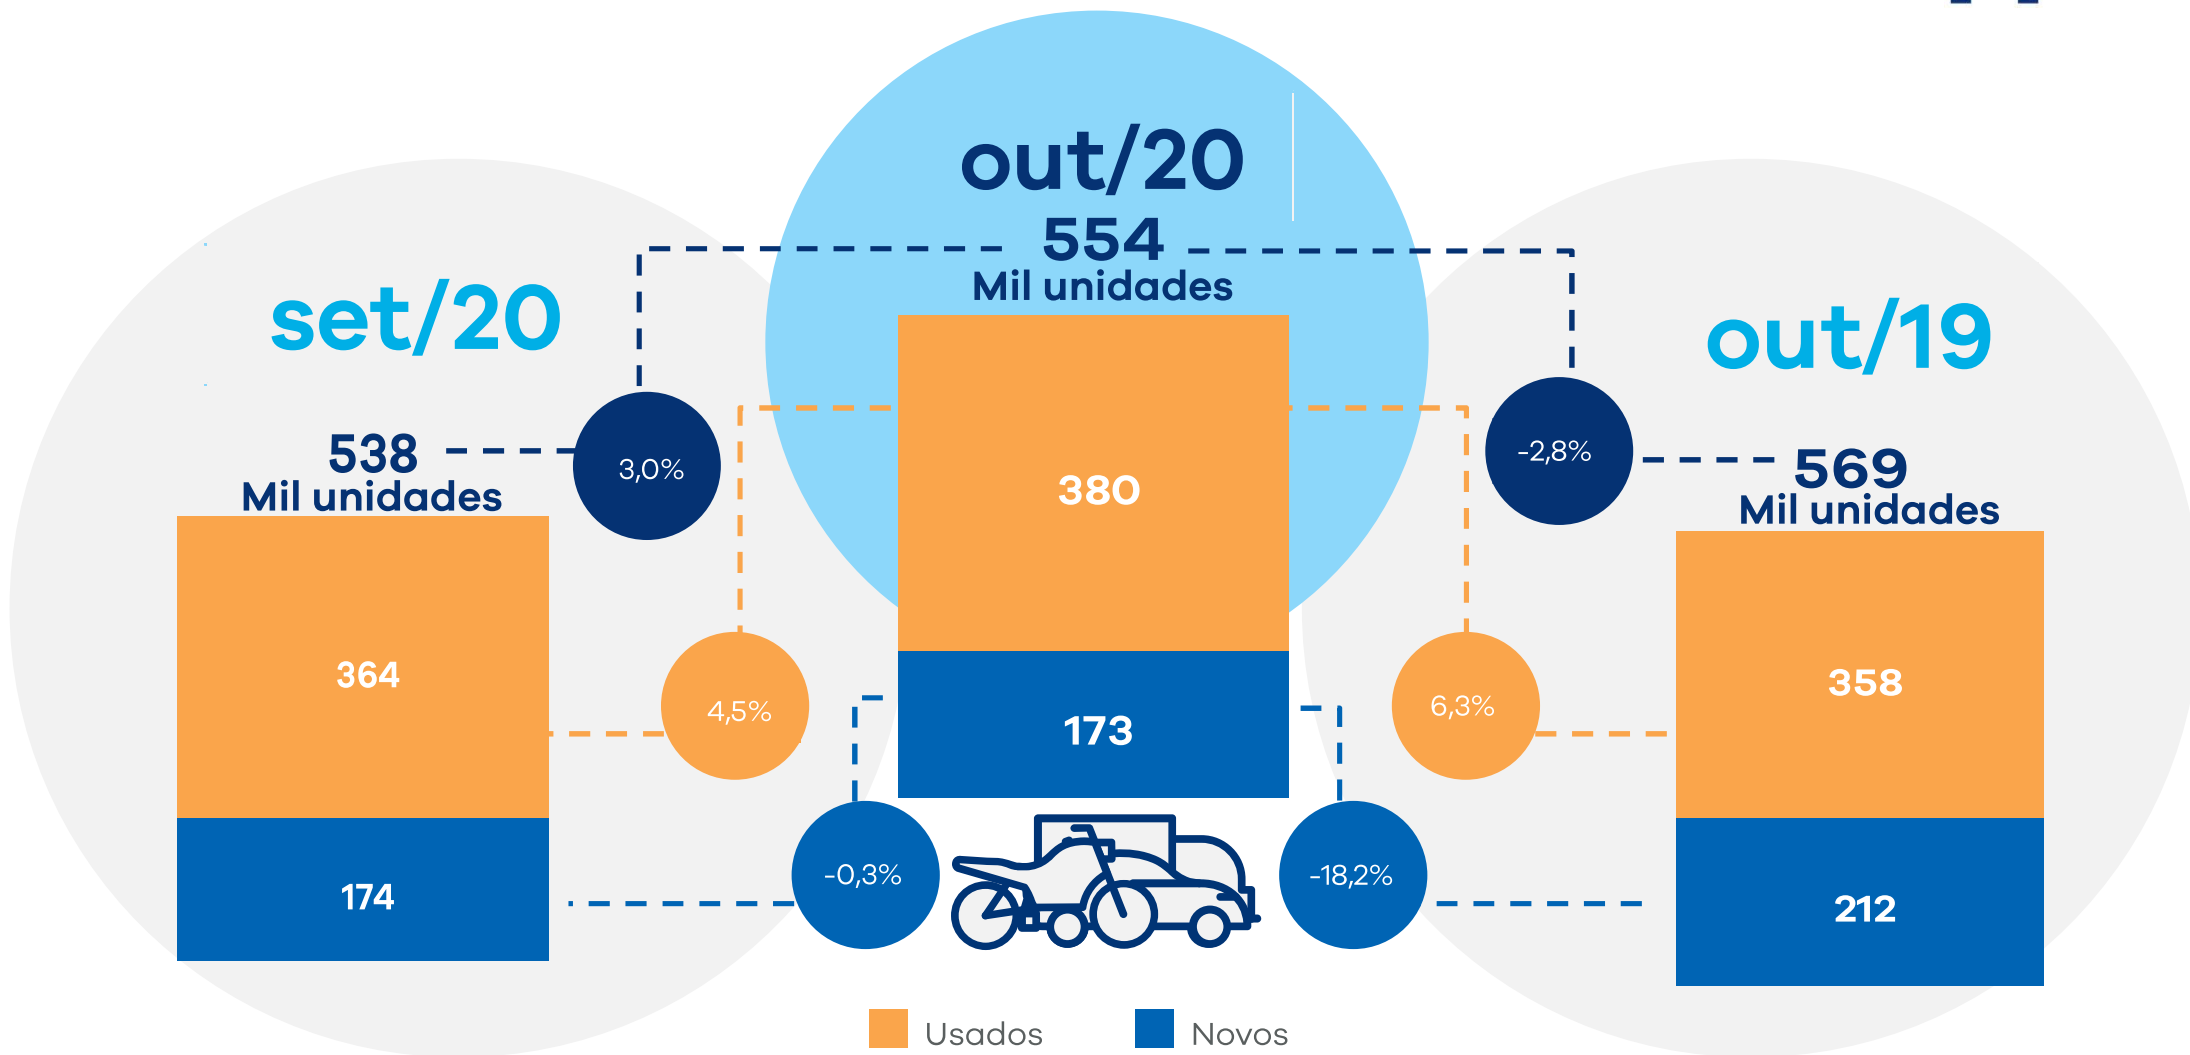 out/20
554
Mil unidades
set/20
out/19
538
Mil unidades
3,0%
-2,8%
569
Mil unidades
380
364
4,5%
6,3%
358
173
174
-0,3%
-18,2%
212
Usados
Novos